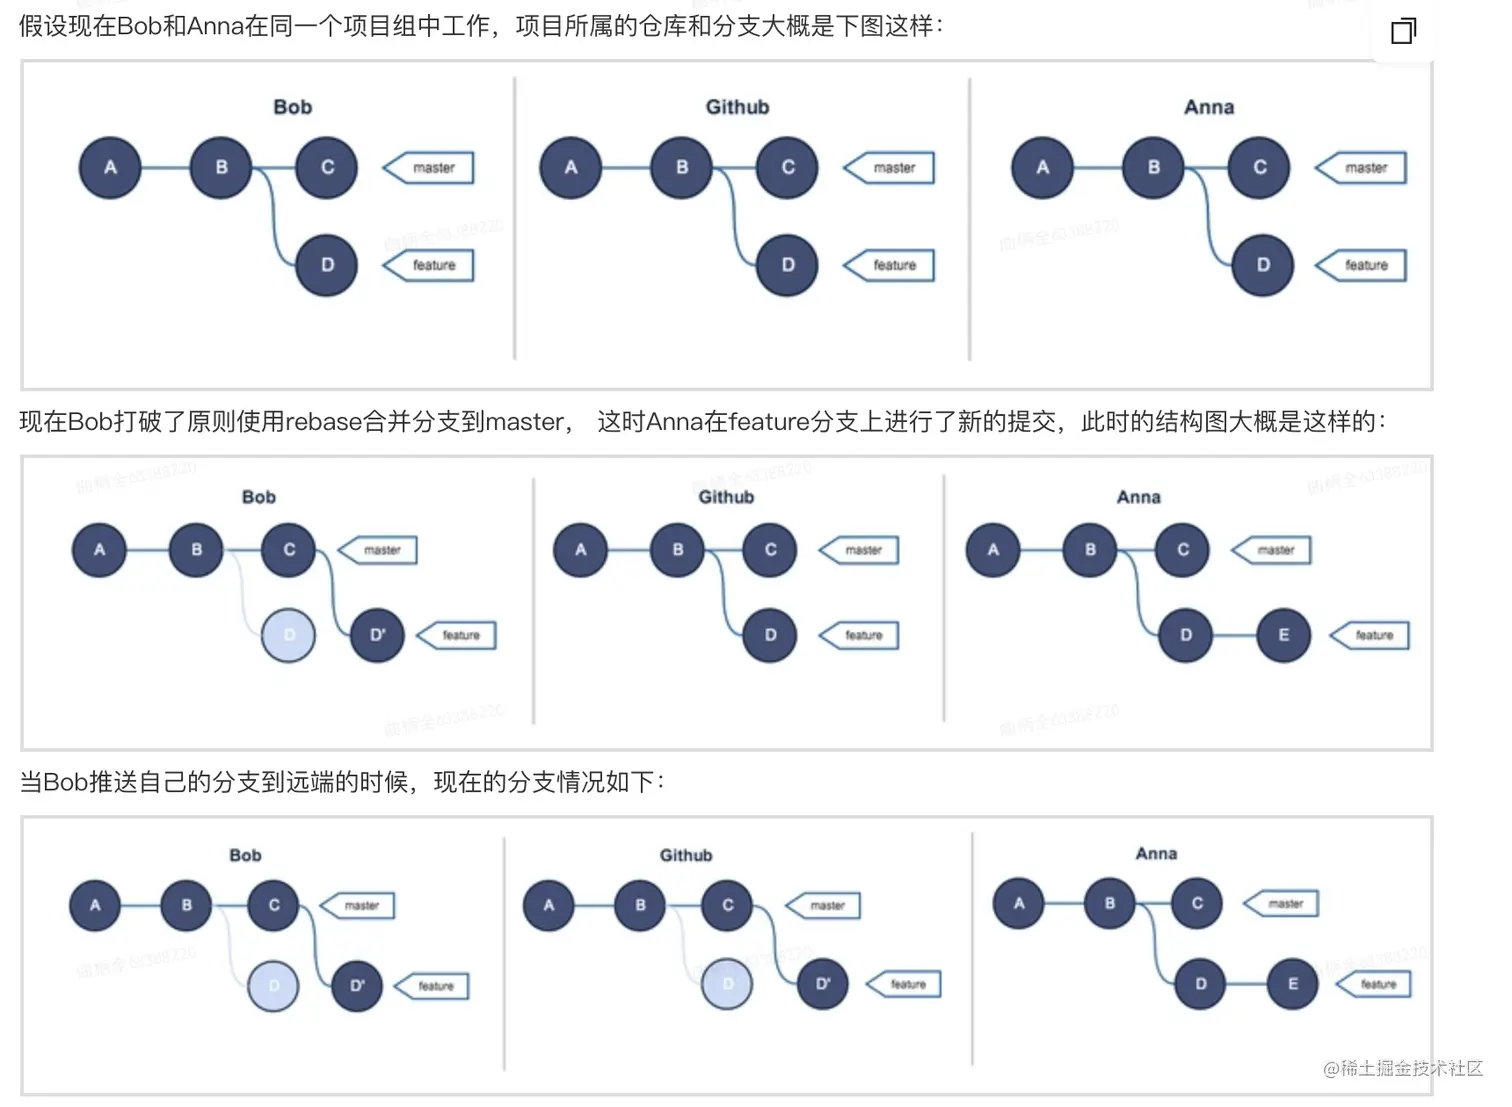 假设现在Bob和Anna在同一个项目组中工作，项目所属的仓库和分支大概是下图这样：
Bob Github Anna
A B C master A B C master A B C master
D feature D feature D feature
现在Bob打破了原则使用rebase合并分支到master， 这时Anna在feature分支上进行了新的提交，此时的结构图大概是这样的：
Bob Github Anna
A B C master A B C master A B C master
D D' feature D feature D E feature
当Bob推送自己的分支到远端的时候，现在的分支情况如下：
Bob Github Anna
A B C master A B C master A B C master
D D' feature D D' feature D E feature
@稀土掘金技术社区